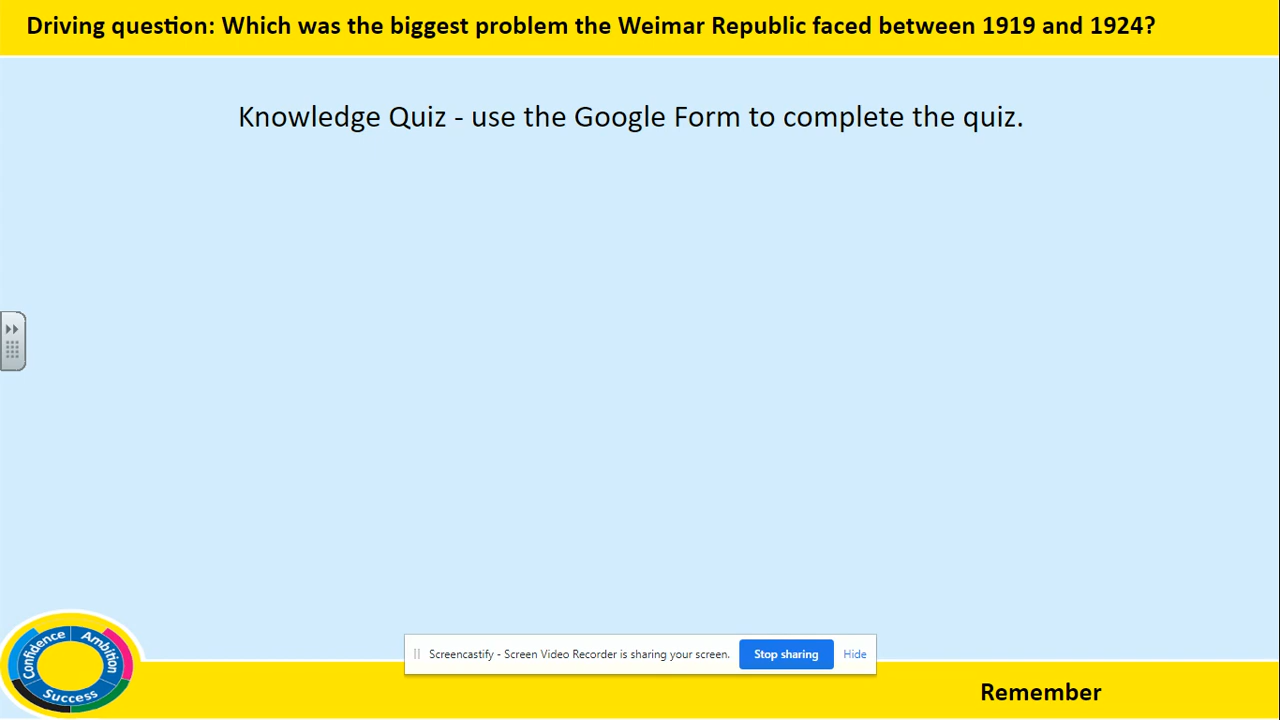 Driving question: Which was the biggest problem the Weimar Republic faced between 1919 and 1924?
Knowledge Quiz - use the Google Form to complete the quiz.
Confidence
Ambition
Success
Screencastify - Screen Video Recorder is sharing your screen.
Stop sharing
Hide
Remember